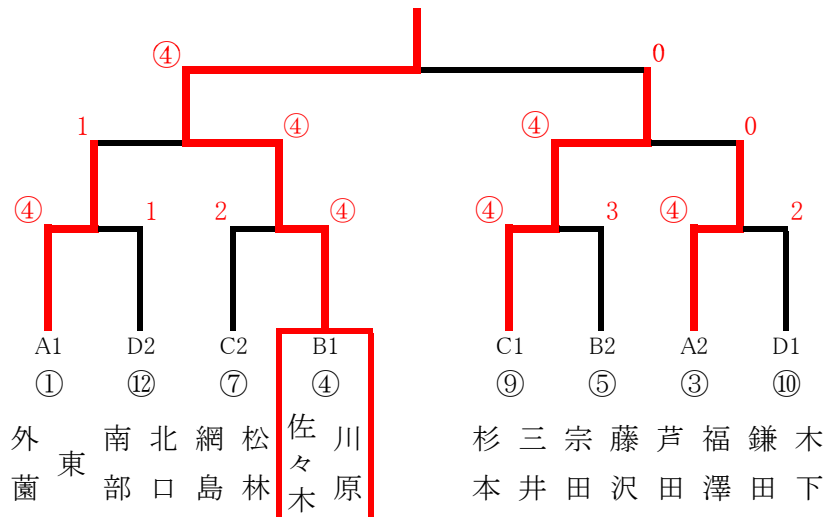 ④ 0
1 ④ ④ 0
④ 1 2 ④ ④ 3 ④ 2
A1 D2 C2 B1 C1 B2 A2 D1
① ⑫ ⑦ ④ ⑨ ⑤ ③ ⑩
外薗 東 南部 北口 網島 松林 佐々木 川原 杉本 三井 宗田 藤沢 芦田 福澤 鎌田 木下